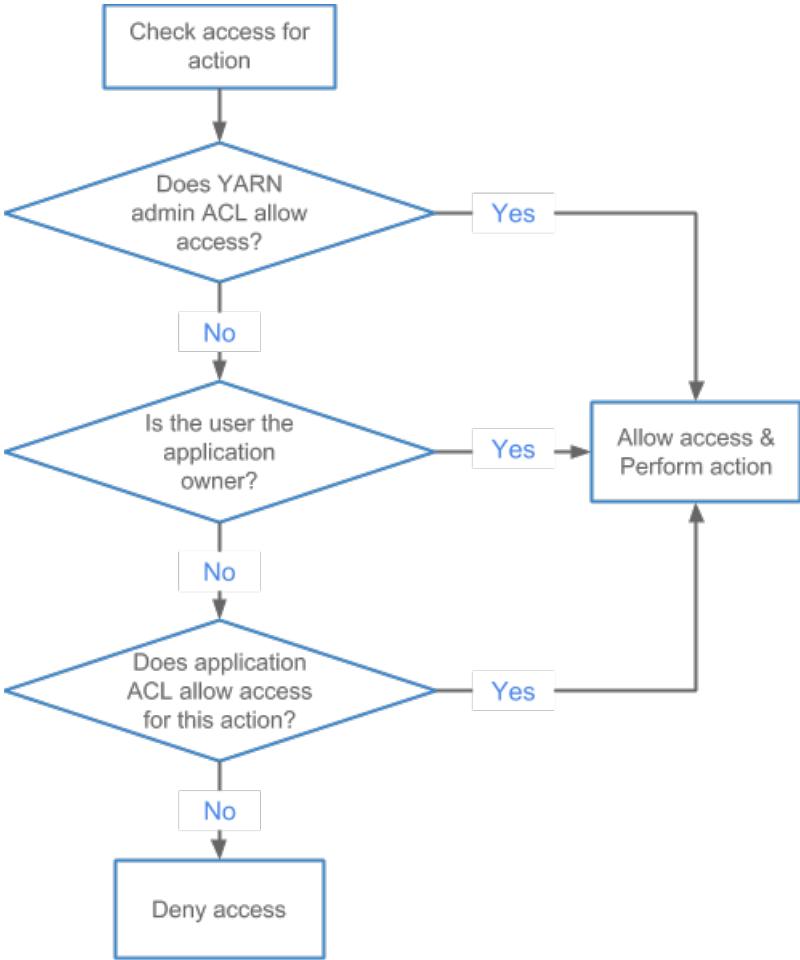 Check access for
action
Does YARN
admin ACL allow
access?
Yes
No
Is the user the
application
owner?
Yes
Allow access &
Perform action
No
Does application
ACL allow access
for this action?
Yes
No
Deny access